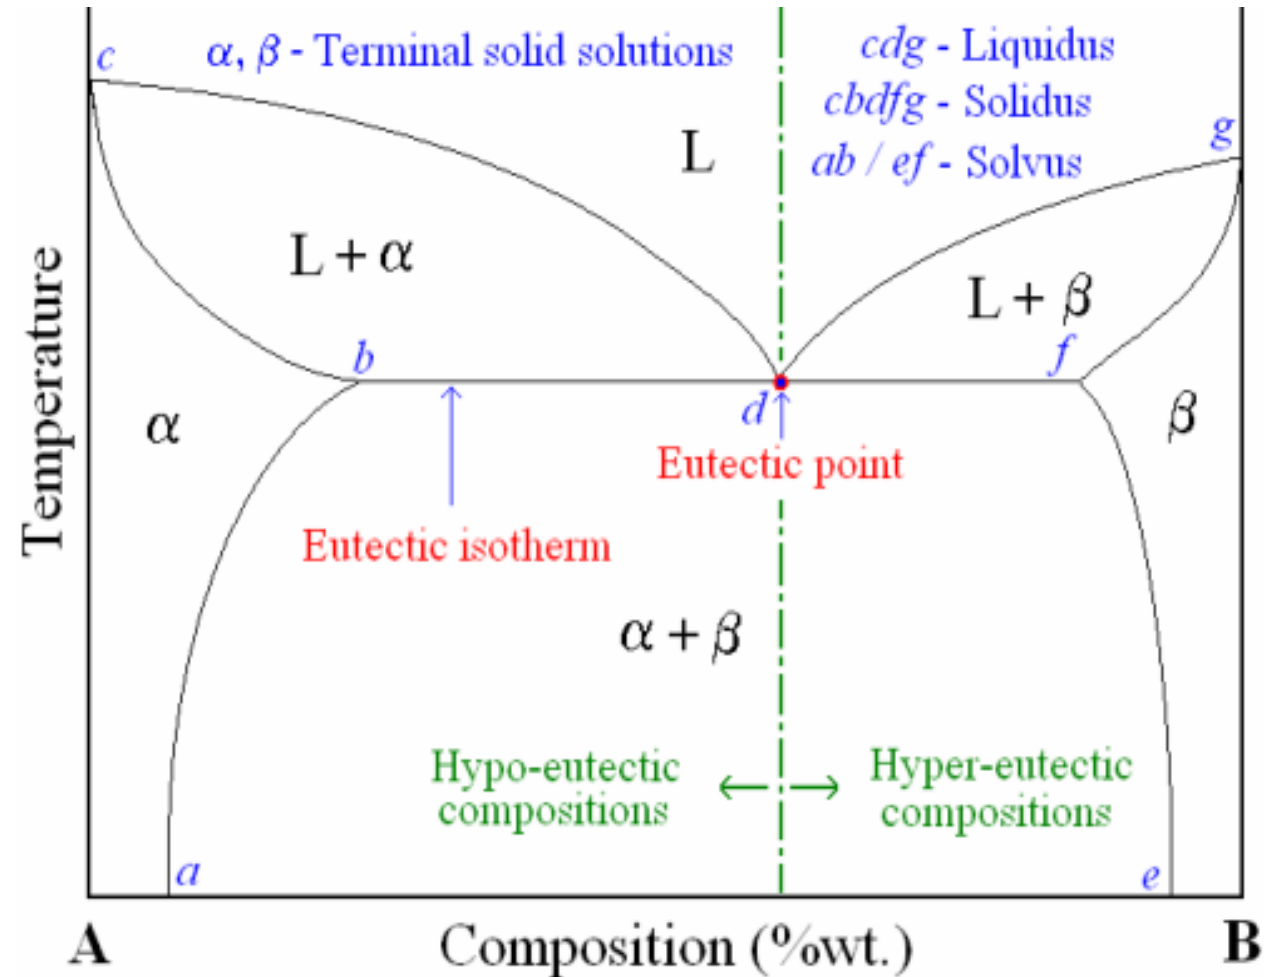 c
α, β - Terminal solid solutions
cdg - Liquidus
cbdfg - Solidus
ab / ef - Solvus
L
g
L + α
L + β
b
f
d
α
β
Eutectic point
Eutectic isotherm
α + β
Hypo-eutectic
compositions
Hyper-eutectic
compositions
a
e
Temperature
A
Composition (%wt.)
B